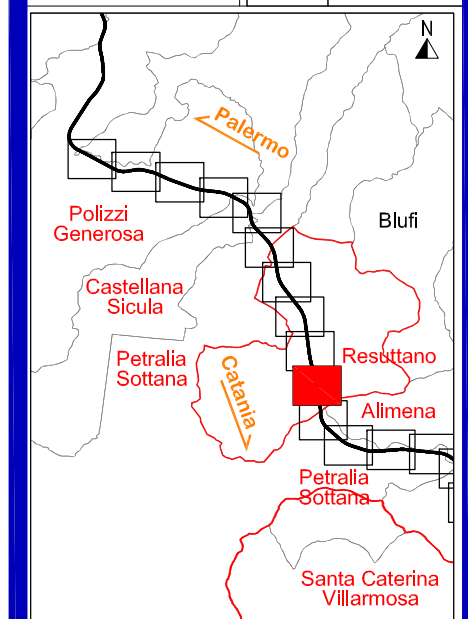 N
Palermo
Polizzi
Generosa
Blufi
Castellana
Sicula
Petralia
Sottana
Catania
Resuttano
Alimena
Petralia
Sottana
Santa Caterina
Villarmosa